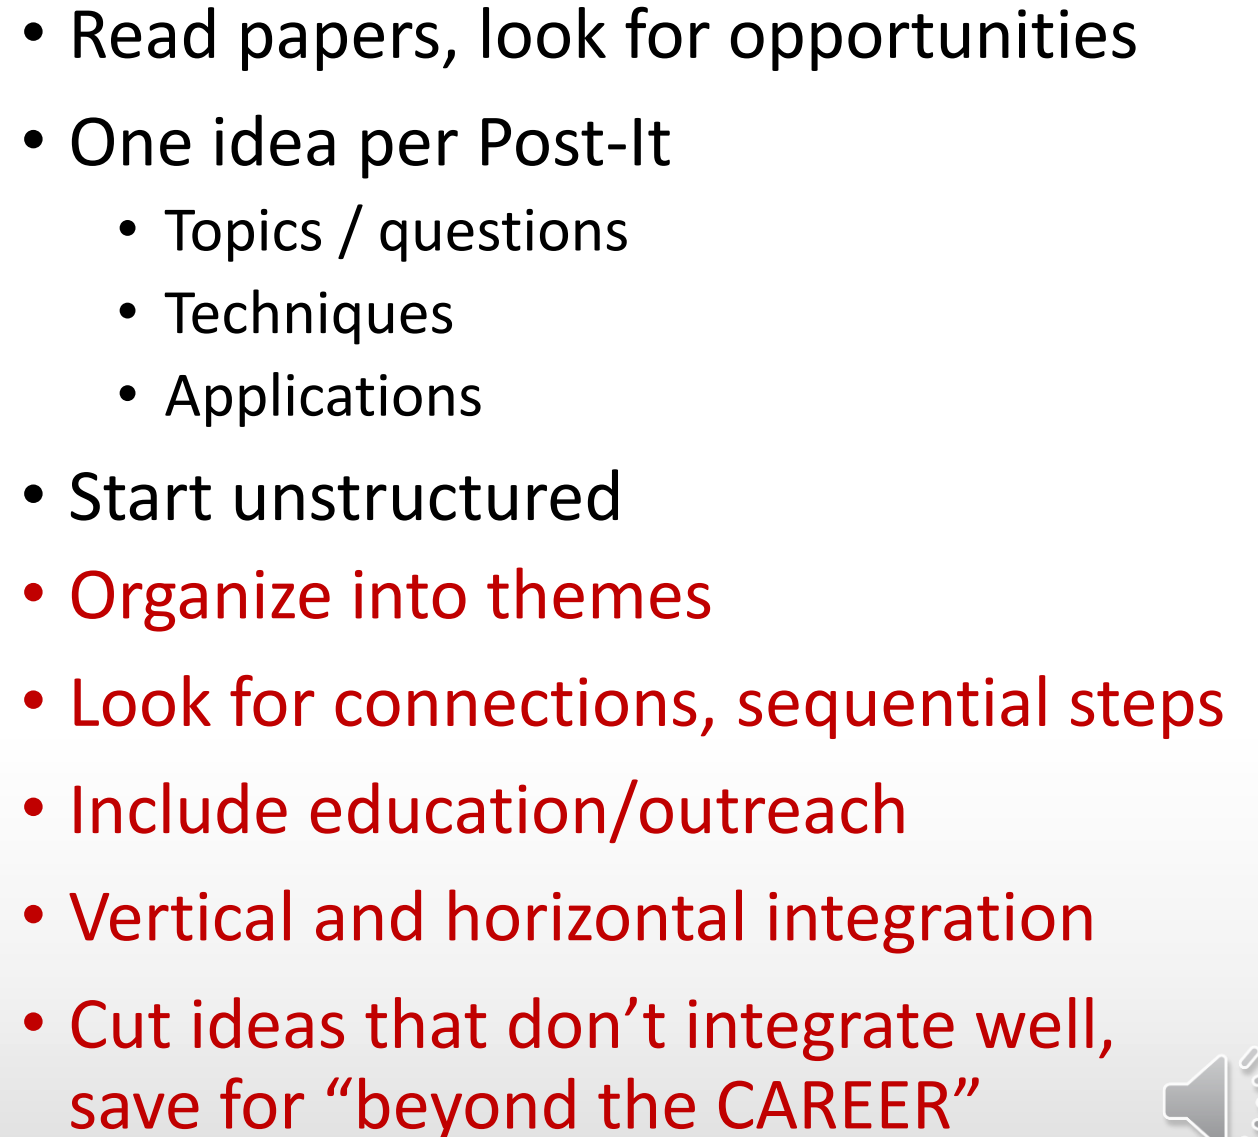 • Read papers, look for opportunities
• One idea per Post-It
• Topics / questions
• Techniques
• Applications
• Start unstructured
• Organize into themes
• Look for connections, sequential steps
• Include education/outreach
• Vertical and horizontal integration
• Cut ideas that don’t integrate well,
save for “beyond the CAREER”